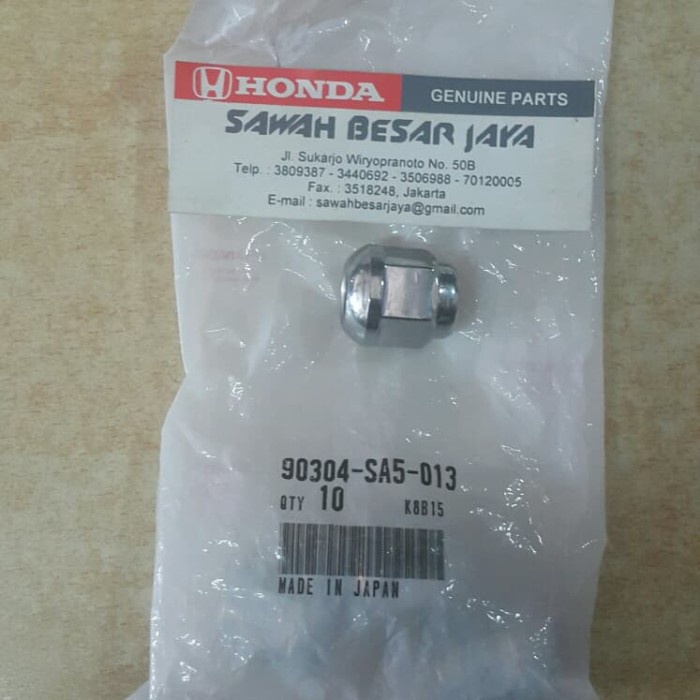 HONDA GENUINE PARTS
SAWAH BESAR JAYA
Jl. Sukarjo Wiryopranoto No. 50B
Telp. : 3809387 - 3440692 - 3506988 - 70120005
Fax. : 3518248, Jakarta
E-mail : sawahbesarjaya@gmail.com
90304-SA5-013
QTY 10 K8B15
MADE IN JAPAN